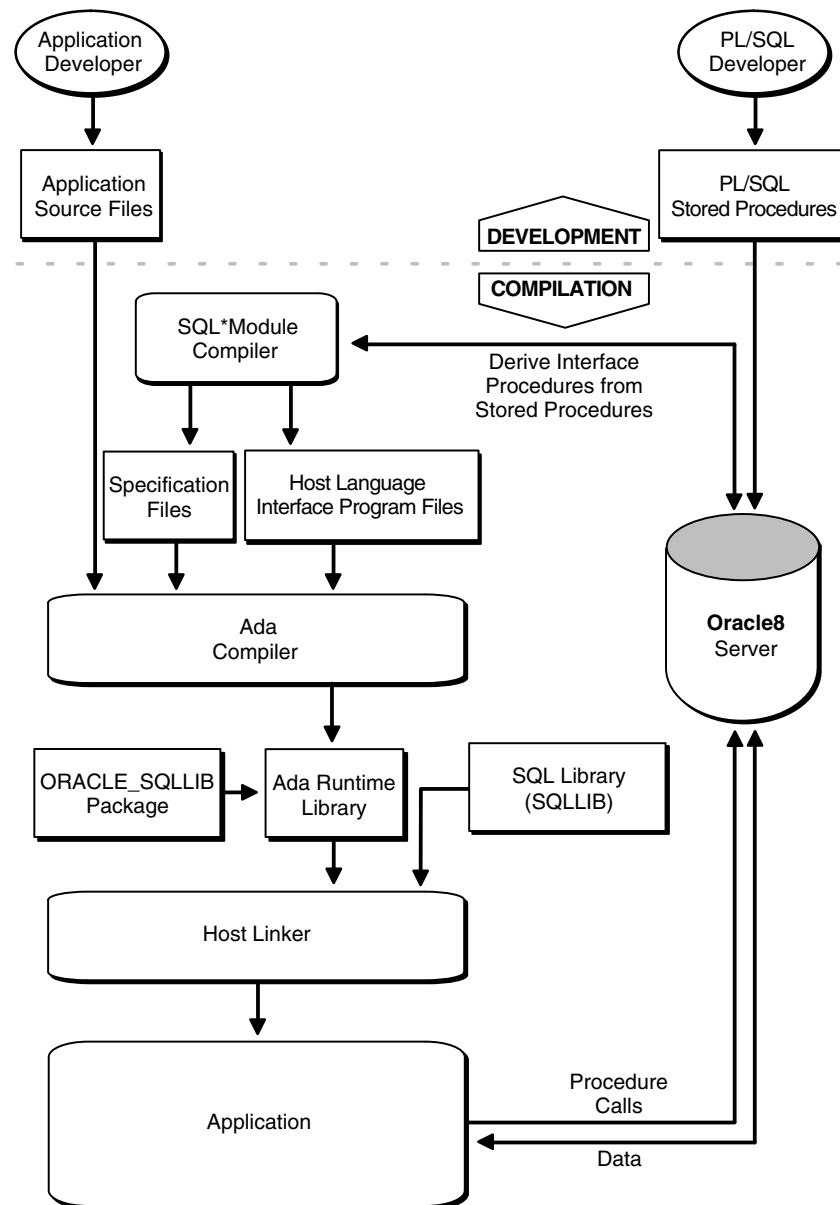 Application
Developer
PL/SQL
Developer
Application
Source Files
PL/SQL
Stored Procedures
DEVELOPMENT
COMPILATION
SQL*Module
Compiler
Derive Interface
Procedures from
Stored Procedures
Specification
Files
Host Language
Interface Program Files
Ada
Compiler
Oracle8
Server
ORACLE_SQLLIB
Package
Ada Runtime
Library
SQL Library
(SQLLIB)
Host Linker
Application
Procedure
Calls
Data